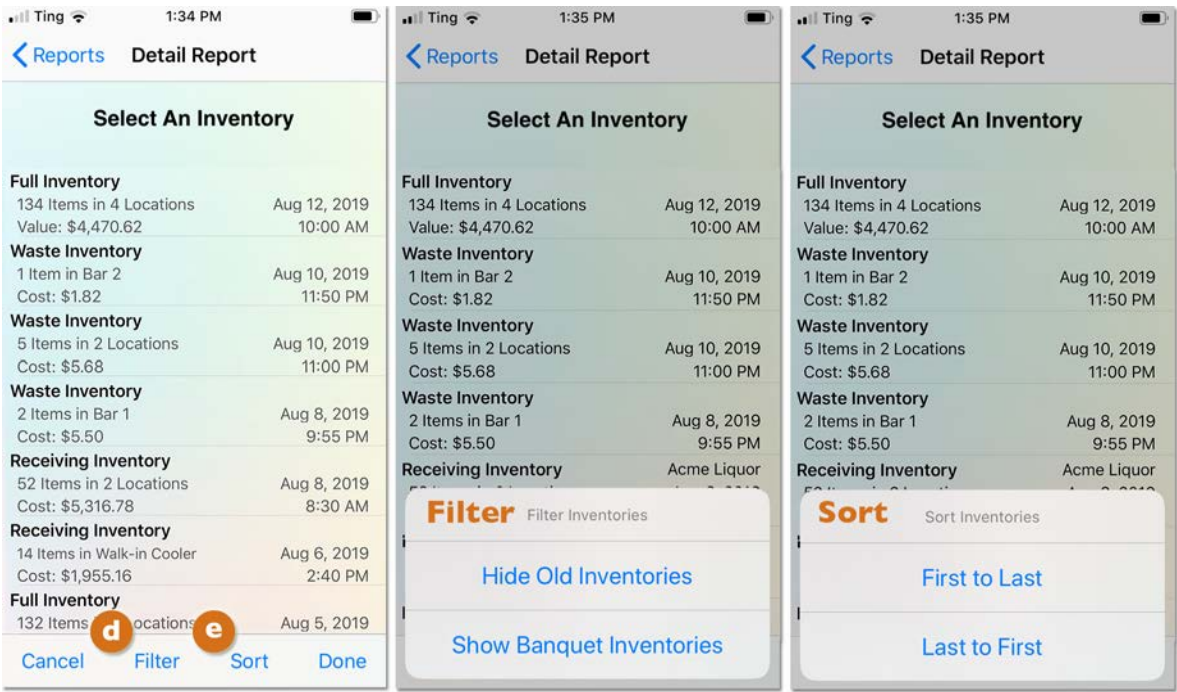 Ting 1:34 PM
Reports Detail Report
Select An Inventory
Full Inventory
134 Items in 4 Locations Aug 12, 2019
Value: $4,470.62 10:00 AM
Waste Inventory
1 Item in Bar 2 Aug 10, 2019
Cost: $1.82 11:50 PM
Waste Inventory
5 Items in 2 Locations Aug 10, 2019
Cost: $5.68 11:00 PM
Waste Inventory
2 Items in Bar 1 Aug 8, 2019
Cost: $5.50 9:55 PM
Receiving Inventory
52 Items in 2 Locations Aug 8, 2019
Cost: $5,316.78 8:30 AM
Receiving Inventory
14 Items in Walk-in Cooler Aug 6, 2019
Cost: $1,955.16 2:40 PM
Full Inventory
132 Items ocations Aug 5, 2019
d e
Cancel Filter Sort Done
Ting 1:35 PM
Reports Detail Report
Select An Inventory
Full Inventory
134 Items in 4 Locations Aug 12, 2019
Value: $4,470.62 10:00 AM
Waste Inventory
1 Item in Bar 2 Aug 10, 2019
Cost: $1.82 11:50 PM
Waste Inventory
5 Items in 2 Locations Aug 10, 2019
Cost: $5.68 11:00 PM
Waste Inventory
2 Items in Bar 1 Aug 8, 2019
Cost: $5.50 9:55 PM
Receiving Inventory Acme Liquor
Filter Filter Inventories
Hide Old Inventories
Show Banquet Inventories
Ting 1:35 PM
Reports Detail Report
Select An Inventory
Full Inventory
134 Items in 4 Locations Aug 12, 2019
Value: $4,470.62 10:00 AM
Waste Inventory
1 Item in Bar 2 Aug 10, 2019
Cost: $1.82 11:50 PM
Waste Inventory
5 Items in 2 Locations Aug 10, 2019
Cost: $5.68 11:00 PM
Waste Inventory
2 Items in Bar 1 Aug 8, 2019
Cost: $5.50 9:55 PM
Receiving Inventory Acme Liquor
Sort Sort Inventories
First to Last
Last to First